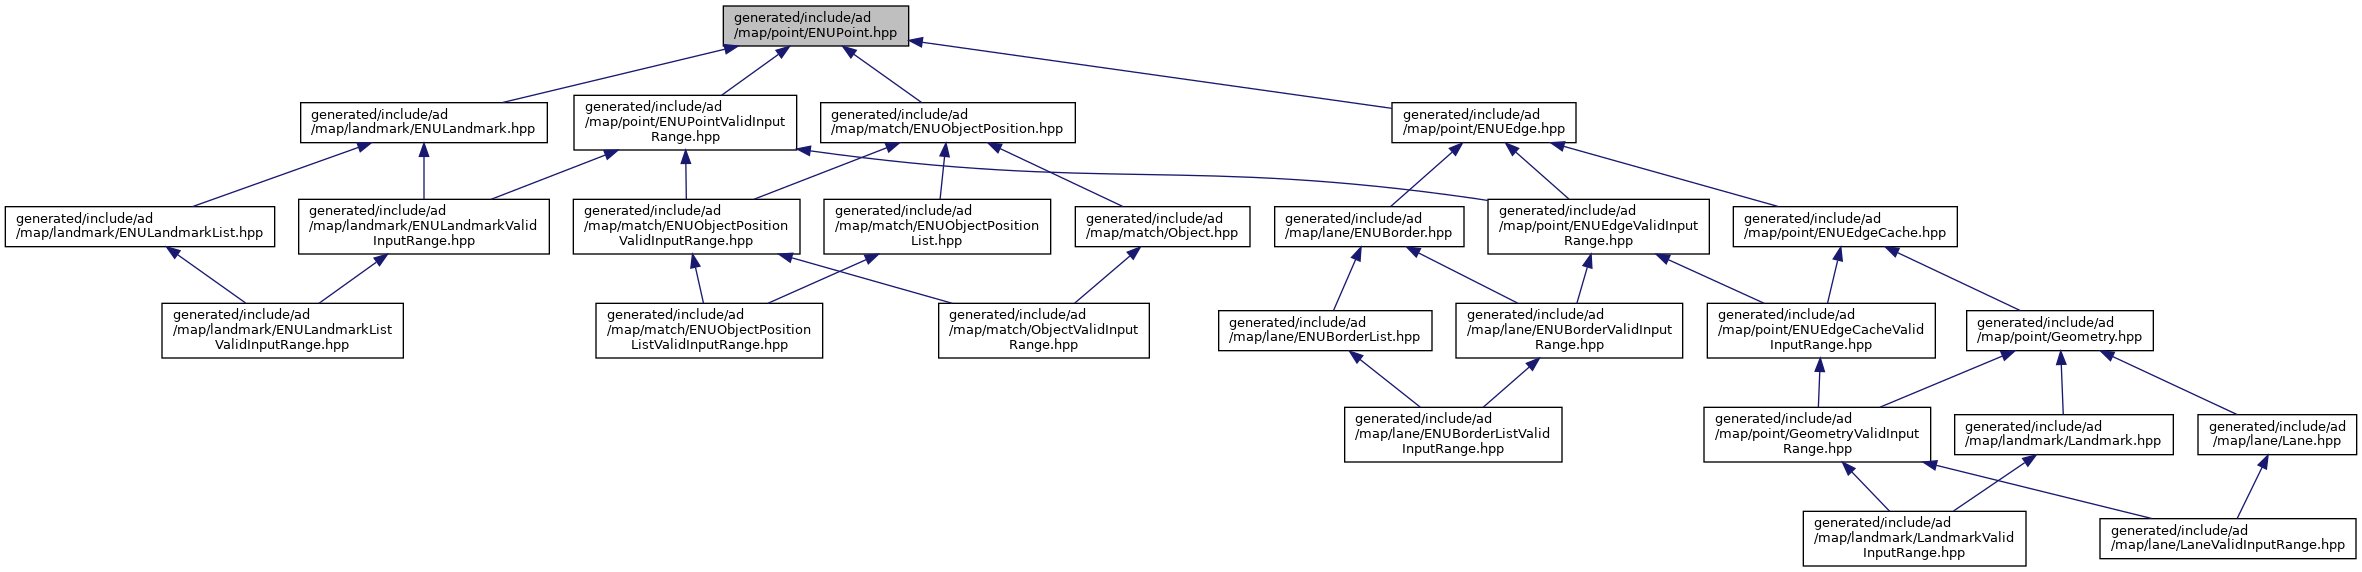 generated/include/ad
/map/point/ENUPoint.hpp
generated/include/ad
/map/landmark/ENULandmark.hpp
generated/include/ad
/map/point/ENUPointValidInput
Range.hpp
generated/include/ad
/map/match/ENUObjectPosition.hpp
generated/include/ad
/map/point/ENUEdge.hpp
generated/include/ad
/map/landmark/ENULandmarkList.hpp
generated/include/ad
/map/landmark/ENULandmarkValid
InputRange.hpp
generated/include/ad
/map/match/ENUObjectPosition
ValidInputRange.hpp
generated/include/ad
/map/match/ENUObjectPosition
List.hpp
generated/include/ad
/map/match/Object.hpp
generated/include/ad
/map/lane/ENUBorder.hpp
generated/include/ad
/map/point/ENUEdgeValidInput
Range.hpp
generated/include/ad
/map/point/ENUEdgeCache.hpp
generated/include/ad
/map/landmark/ENULandmarkList
ValidInputRange.hpp
generated/include/ad
/map/match/ENUObjectPosition
ListValidInputRange.hpp
generated/include/ad
/map/match/ObjectValidInput
Range.hpp
generated/include/ad
/map/lane/ENUBorderList.hpp
generated/include/ad
/map/lane/ENUBorderValidInput
Range.hpp
generated/include/ad
/map/point/ENUEdgeCacheValid
InputRange.hpp
generated/include/ad
/map/point/Geometry.hpp
generated/include/ad
/map/lane/ENUBorderListValid
InputRange.hpp
generated/include/ad
/map/point/GeometryValidInput
Range.hpp
generated/include/ad
/map/landmark/Landmark.hpp
generated/include/ad
/map/lane/Lane.hpp
generated/include/ad
/map/landmark/LandmarkValid
InputRange.hpp
generated/include/ad
/map/lane/LaneValidInputRange.hpp